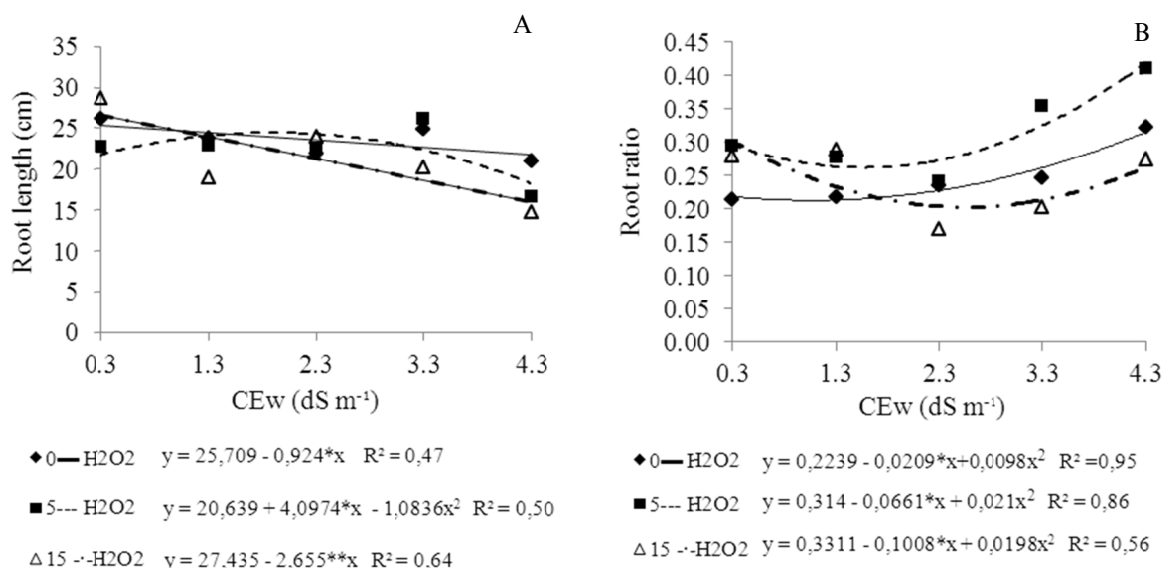 A
Root length (cm)
35
30
25
20
15
10
5
0
0.3 1.3 2.3 3.3 4.3
CEw (dS m⁻¹)
0 H2O2 y = 25,709 - 0,924*x R² = 0,47
5--- H2O2 y = 20,639 + 4,0974*x - 1,0836x² R² = 0,50
15 -·-H2O2 y = 27,435 - 2,655**x R² = 0,64
B
Root ratio
0.45
0.40
0.35
0.30
0.25
0.20
0.15
0.10
0.05
0.00
0.3 1.3 2.3 3.3 4.3
CEw (dS m⁻¹)
0 H2O2 y = 0,2239 - 0,0209*x+0,0098x² R² =0,95
5--- H2O2 y = 0,314 - 0,0661*x + 0,021x² R² = 0,86
15 -·-H2O2 y = 0,3311 - 0,1008*x + 0,0198x² R² = 0,56